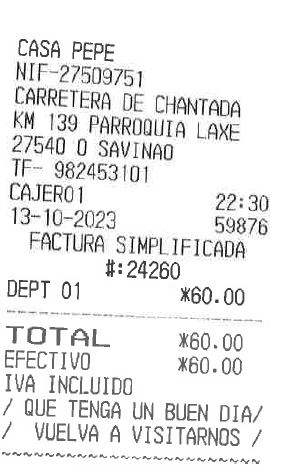 CASA PEPE
NIF-27509751
CARRETERA DE CHANTADA
KM 139 PARROQUIA LAXE
27540 O SAVINAO
TF- 982453101
CAJER01 22:30
13-10-2023 59876
FACTURA SIMPLIFICADA
#:24260
DEPT 01 *60.00
TOTAL *60.00
EFECTIVO *60.00
IVA INCLUIDO
/ QUE TENGA UN BUEN DIA/
/ VUELVA A VISITARNOS /
~~~~~~~~~~~~~~~~~~~~~~~~